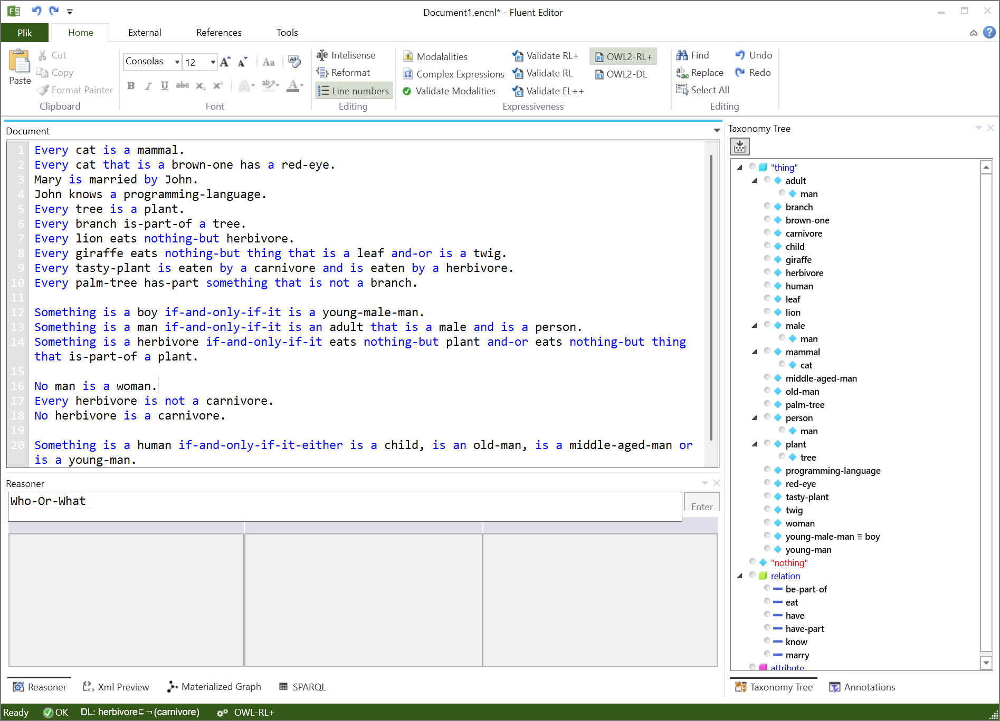 Document1.encnl* - Fluent Editor
Plik Home External References Tools
Paste
Cut
Copy
Format Painter
Clipboard
Consolas 12
Font
Intelisense
Reformat
Line numbers
Editing
Modalalities
Complex Expressions
Validate Modalities
Validate RL+
Validate RL
Validate EL++
OWL2-RL+
OWL2-DL
Expressiveness
Find
Replace
Select All
Undo
Redo
Editing
Document
1 Every cat is a mammal.
2 Every cat that is a brown-one has a red-eye.
3 Mary is married by John.
4 John knows a programming-language.
5 Every tree is a plant.
6 Every branch is-part-of a tree.
7 Every lion eats nothing-but herbivore.
8 Every giraffe eats nothing-but thing that is a leaf and-or is a twig.
9 Every tasty-plant is eaten by a carnivore and is eaten by a herbivore.
10 Every palm-tree has-part something that is not a branch.
11
12 Something is a boy if-and-only-if-it is a young-male-man.
13 Something is a man if-and-only-if-it is an adult that is a male and is a person.
14 Something is a herbivore if-and-only-if-it eats nothing-but plant and-or eats nothing-but thing
that is-part-of a plant.
15
16 No man is a woman.
17 Every herbivore is not a carnivore.
18 No herbivore is a carnivore.
19
20 Something is a human if-and-only-if-it-either is a child, is an old-man, is a middle-aged-man or
is a young-man.
Reasoner
Who-Or-What
Enter
Reasoner Xml Preview Materialized Graph SPARQL
Taxonomy Tree
"thing"
adult
man
branch
brown-one
carnivore
child
giraffe
herbivore
human
leaf
lion
male
man
mammal
cat
middle-aged-man
old-man
palm-tree
person
man
plant
tree
programming-language
red-eye
tasty-plant
twig
woman
young-male-man ≡ boy
young-man
"nothing"
relation
be-part-of
eat
have
have-part
know
marry
attribute
Taxonomy Tree Annotations
Ready OK DL: herbivore⊑¬(carnivore) OWL-RL+